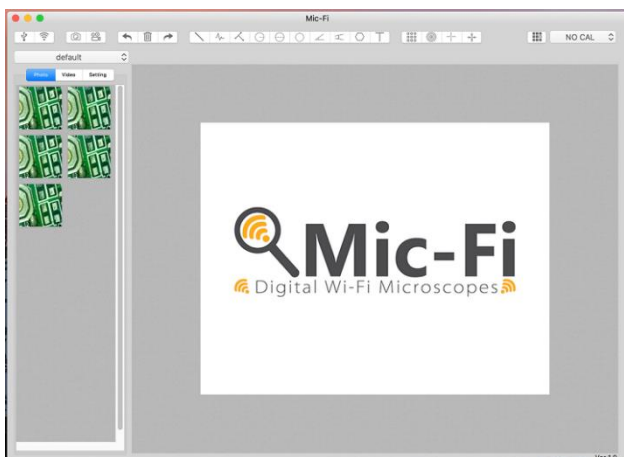 Mic-Fi
NO CAL
default
Photo Video Setting
Mic-Fi
Digital Wi-Fi Microscopes